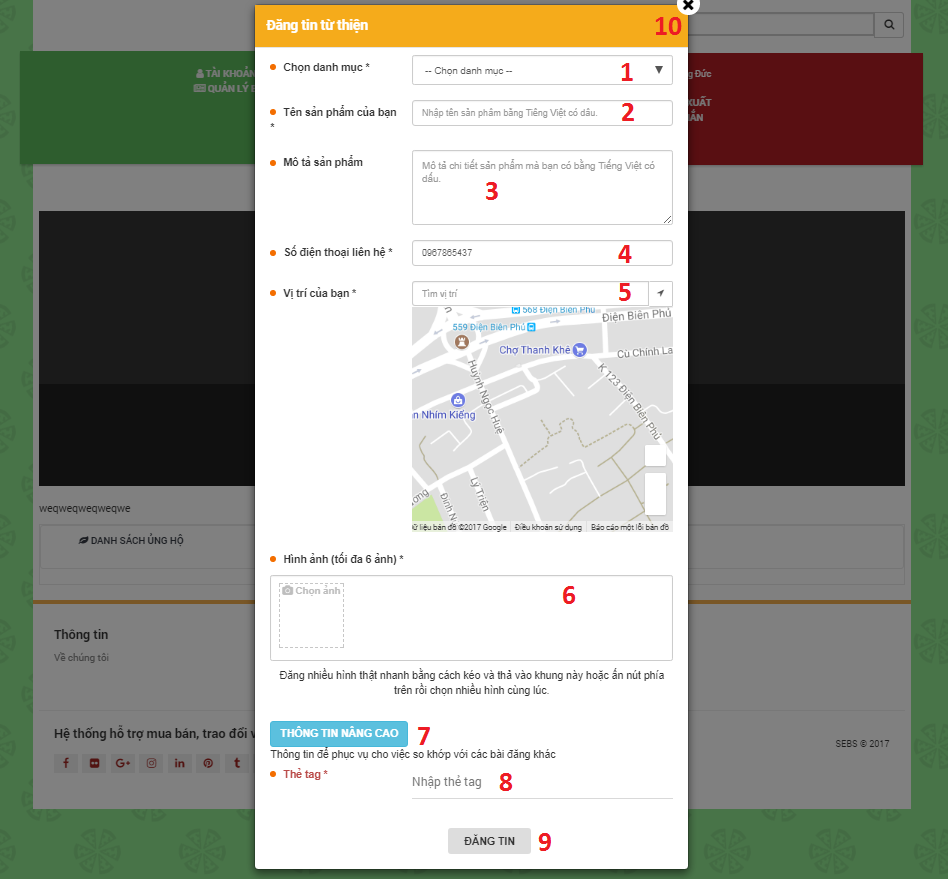 Đăng tin từ thiện
10
Chọn danh mục *
-- Chọn danh mục --
1
Tên sản phẩm của bạn *
Nhập tên sản phẩm bằng Tiếng Việt có dấu.
2
Mô tả sản phẩm
Mô tả chi tiết sản phẩm mà bạn có bằng Tiếng Việt có
dấu.
3
Số điện thoại liên hệ *
0967865437
4
Vị trí của bạn *
Tìm vị trí
5
568 Điện Biên Phủ
Điện Biên Phủ
559 Điện Biên Phủ
Chợ Thanh Khê
Cù Chính La
Huỳnh Ngọc Huệ
K 123 Điện Biên Phủ
n Nhím Kiếng
Lý Triện
ương
Đinh N
ữ liệu bản đồ ©2017 Google
Điều khoản sử dụng
Báo cáo một lỗi bản đồ
Hình ảnh (tối đa 6 ảnh) *
Chọn ảnh
6
Đăng nhiều hình thật nhanh bằng cách kéo và thả vào khung này hoặc ấn nút phía
trên rồi chọn nhiều hình cùng lúc.
THÔNG TIN NÂNG CAO
7
Thông tin để phục vụ cho việc so khớp với các bài đăng khác
Thẻ tag *
Nhập thẻ tag
8
ĐĂNG TIN
9
TÀI KHOẢN
QUẢN LÝ Đ
g Đức
XUẤT
ẮN
weqweqweqweqwe
DANH SÁCH ỦNG HỘ
Thông tin
Về chúng tôi
Hệ thống hỗ trợ mua bán, trao đổi v
SEBS © 2017